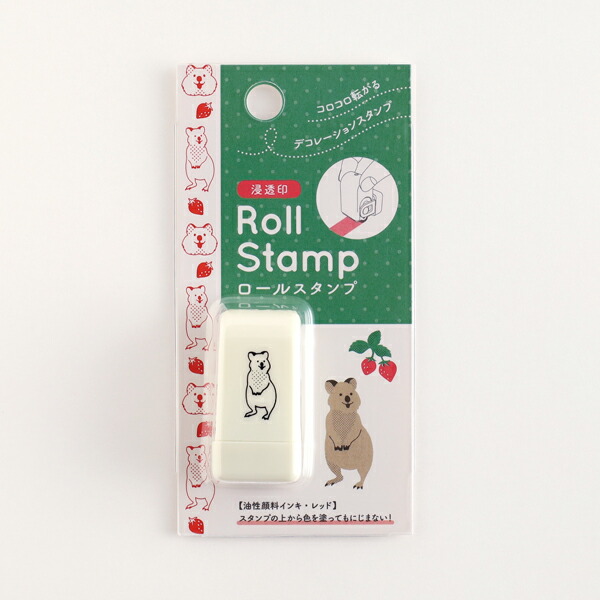 コロコロ転がる
デコレーションスタンプ
浸透印
Roll
Stamp
ロールスタンプ
【油性顔料インキ・レッド】
スタンプの上から色を塗ってもにじまない!